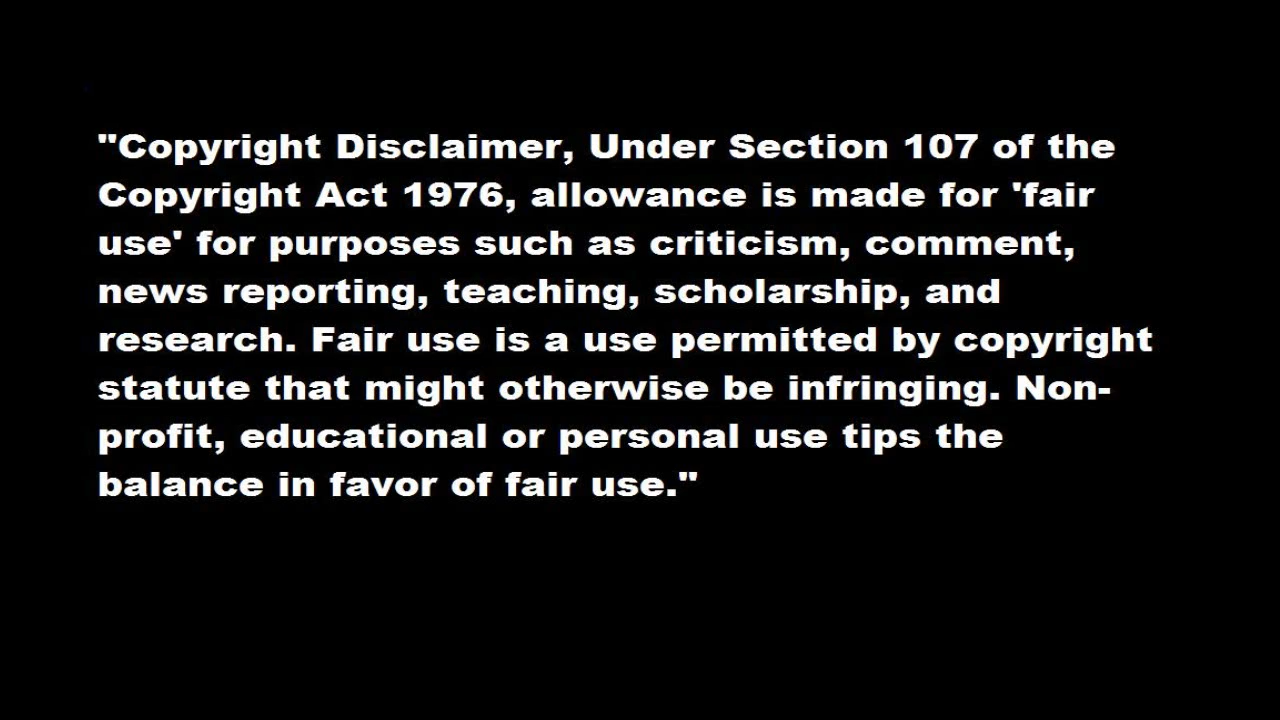 "Copyright Disclaimer, Under Section 107 of the
Copyright Act 1976, allowance is made for 'fair
use' for purposes such as criticism, comment,
news reporting, teaching, scholarship, and
research. Fair use is a use permitted by copyright
statute that might otherwise be infringing. Non-
profit, educational or personal use tips the
balance in favor of fair use."